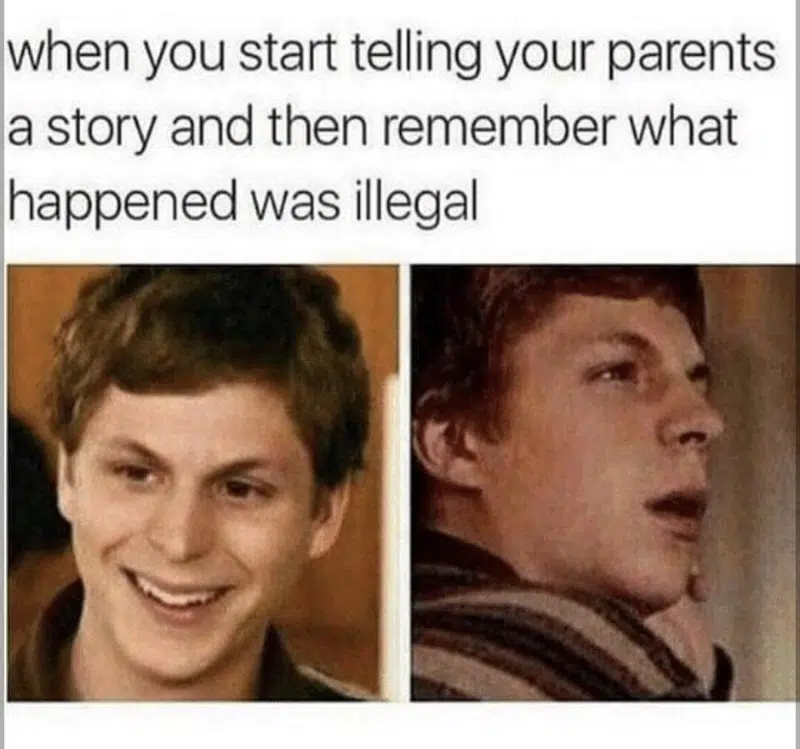 when you start telling your parents
a story and then remember what
happened was illegal